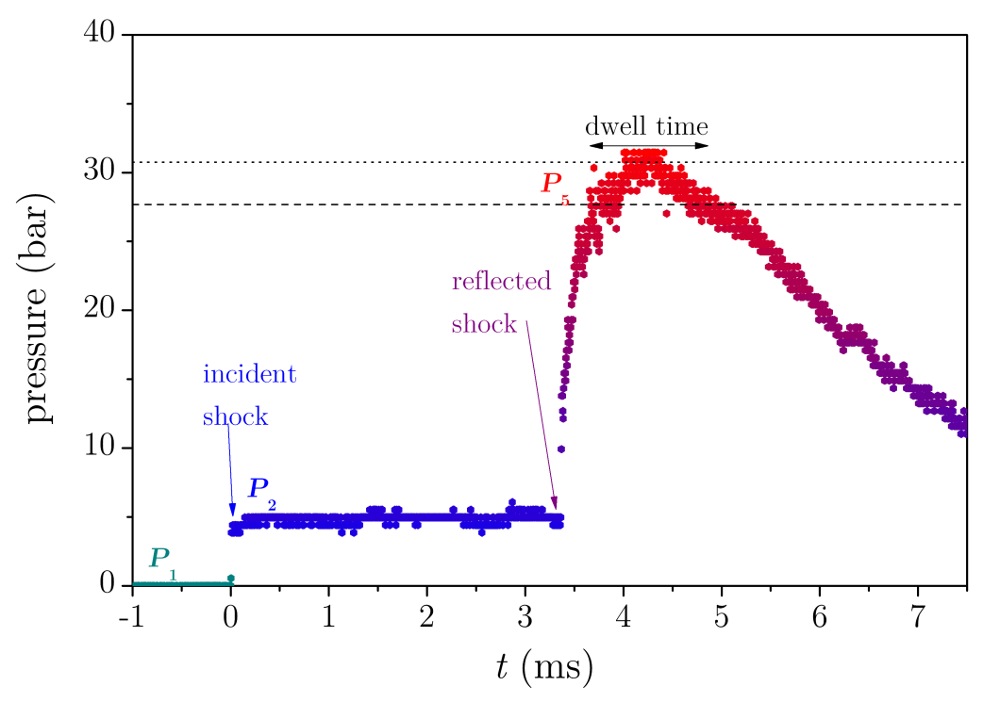 40
30
20
10
0
pressure (bar)
dwell time
P5
reflected
shock
incident
shock
P2
P1
-1 0 1 2 3 4 5 6 7
t (ms)